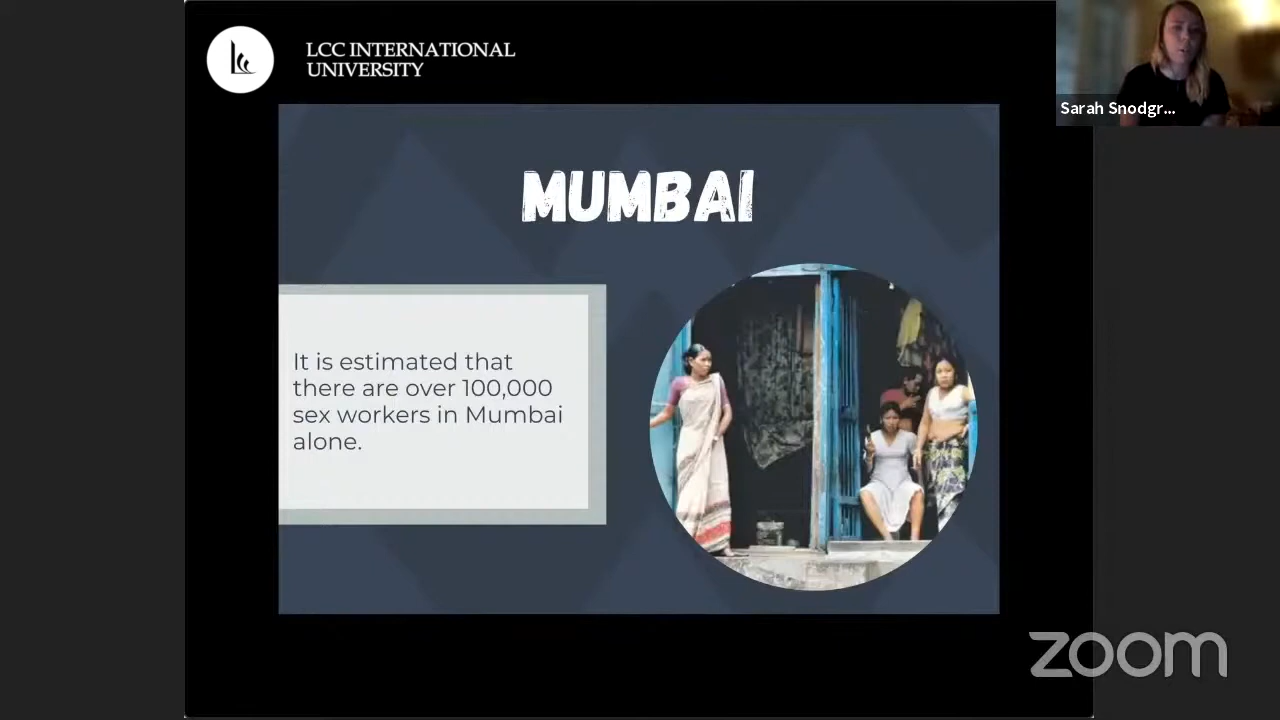 LCC INTERNATIONAL
UNIVERSITY
Sarah Snodgr...
MUMBAI
It is estimated that
there are over 100,000
sex workers in Mumbai
alone.
zoom